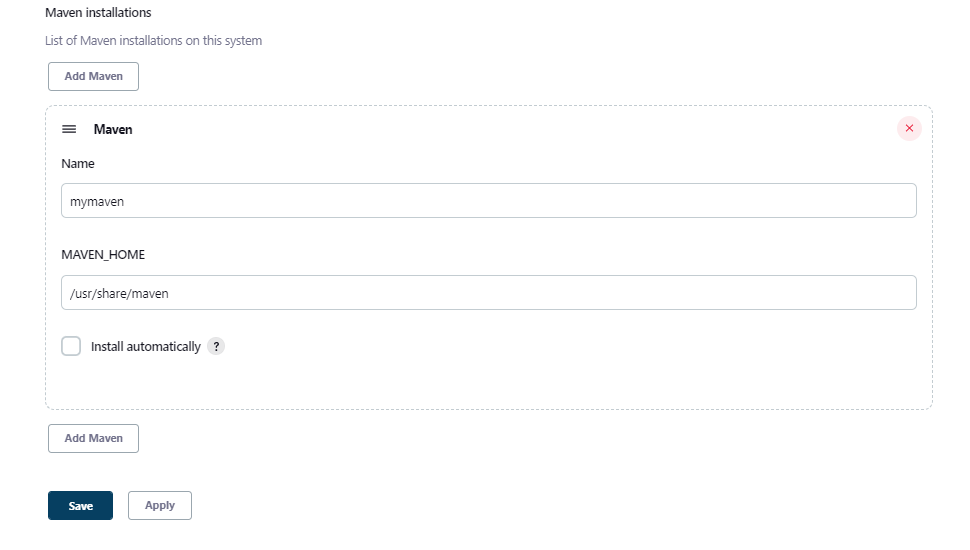 Maven installations
List of Maven installations on this system
Add Maven
Maven
Name
mymaven
MAVEN_HOME
/usr/share/maven
Install automatically ?
Add Maven
Save Apply